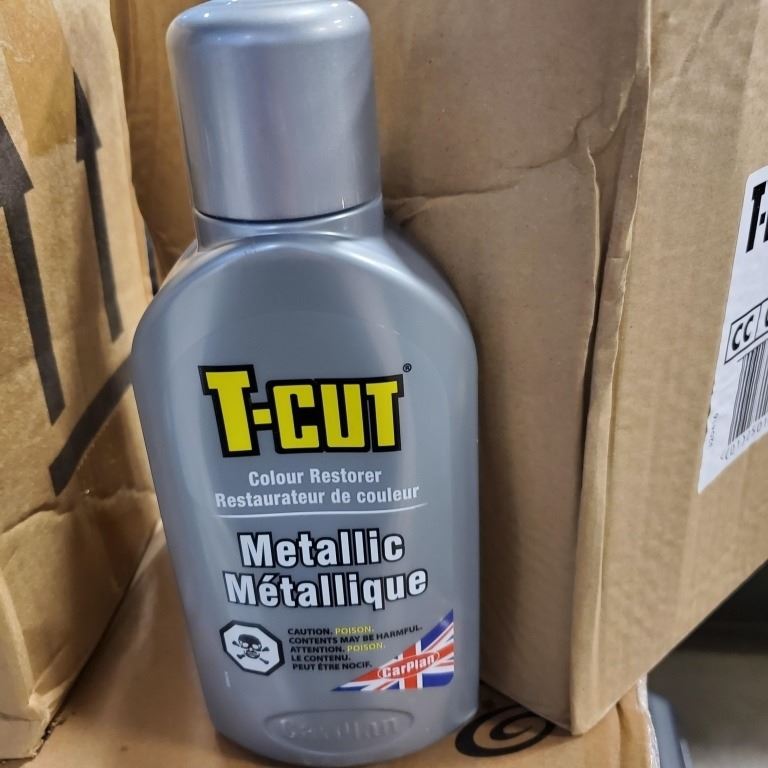 T-CUT®
Colour Restorer
Restaurateur de couleur
Metallic
Métallique
CAUTION. POISON.
CONTENTS MAY BE HARMFUL.
ATTENTION. POISON.
LE CONTENU.
PEUT ÊTRE NOCIF.
CarPlan
CarPlan
CC